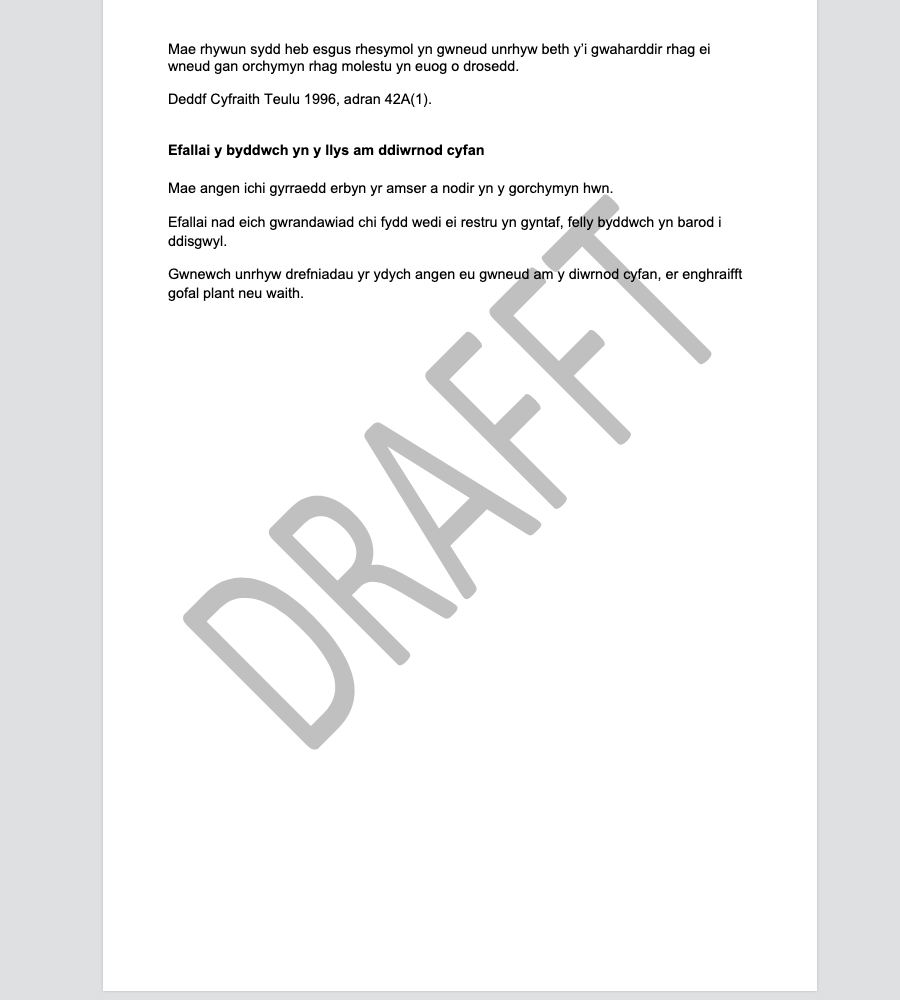 Mae rhywun sydd heb esgus rhesymol yn gwneud unrhyw beth y’i gwaharddir rhag ei
wneud gan orchymyn rhag molestu yn euog o drosedd.
Deddf Cyfraith Teulu 1996, adran 42A(1).
Efallai y byddwch yn y llys am ddiwrnod cyfan
Mae angen ichi gyrraedd erbyn yr amser a nodir yn y gorchymyn hwn.
Efallai nad eich gwrandawiad chi fydd wedi ei restru yn gyntaf, felly byddwch yn barod i
ddisgwyl.
Gwnewch unrhyw drefniadau yr ydych angen eu gwneud am y diwrnod cyfan, er enghraifft
gofal plant neu waith.
DRAFFT